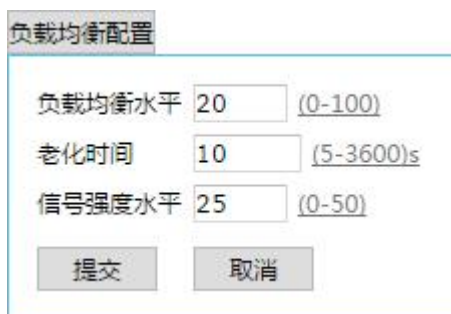 负载均衡配置
负载均衡水平 20 (0-100)
老化时间 10 (5-3600)s
信号强度水平 25 (0-50)
提交 取消